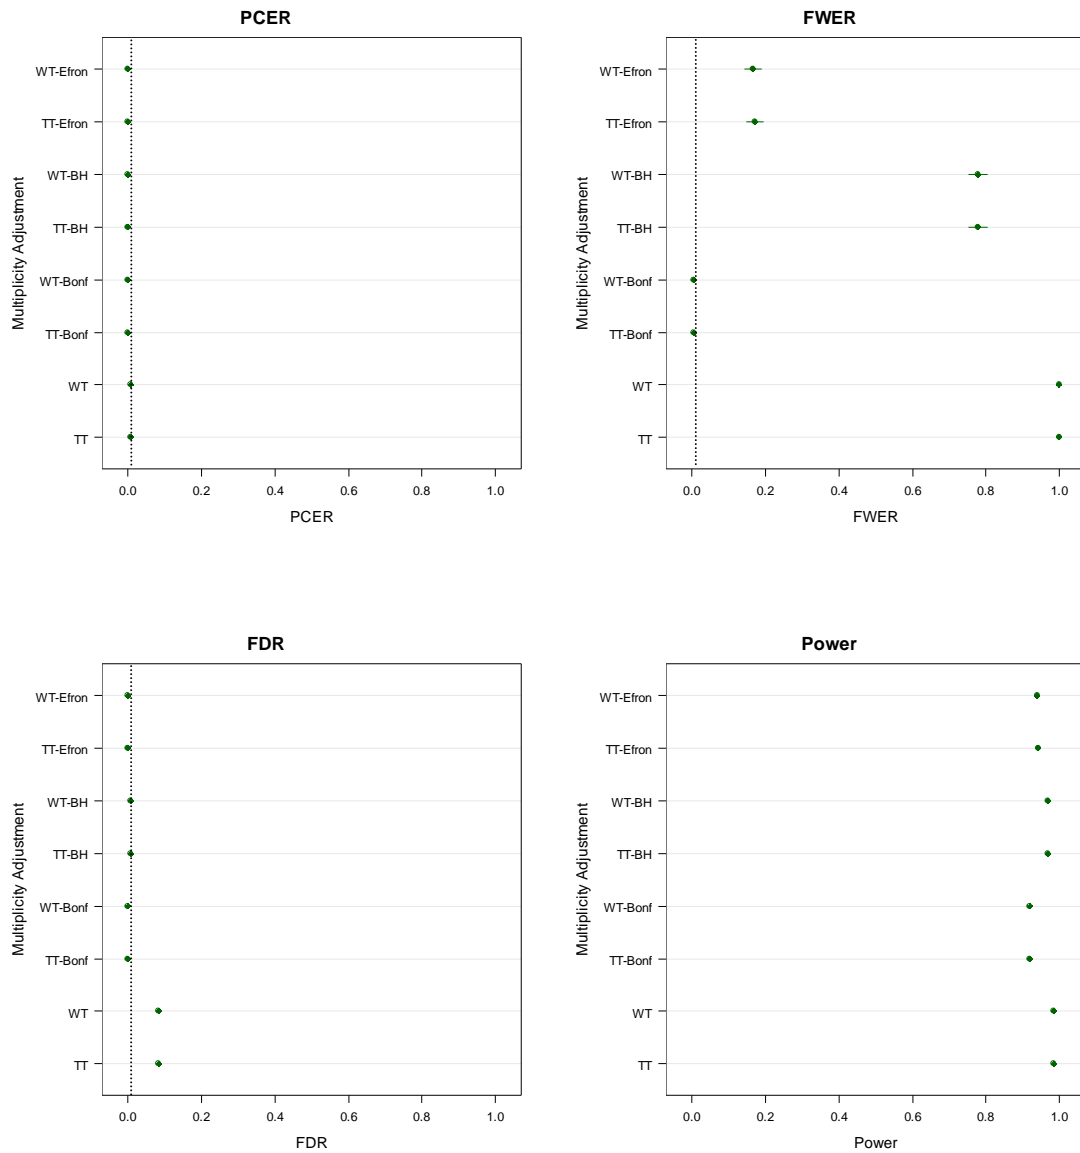 PCER
Multiplicity Adjustment
WT-Efron
TT-Efron
WT-BH
TT-BH
WT-Bonf
TT-Bonf
WT
TT
0.0 0.2 0.4 0.6 0.8 1.0
PCER
FWER
Multiplicity Adjustment
WT-Efron
TT-Efron
WT-BH
TT-BH
WT-Bonf
TT-Bonf
WT
TT
0.0 0.2 0.4 0.6 0.8 1.0
FWER
FDR
Multiplicity Adjustment
WT-Efron
TT-Efron
WT-BH
TT-BH
WT-Bonf
TT-Bonf
WT
TT
0.0 0.2 0.4 0.6 0.8 1.0
FDR
Power
Multiplicity Adjustment
WT-Efron
TT-Efron
WT-BH
TT-BH
WT-Bonf
TT-Bonf
WT
TT
0.0 0.2 0.4 0.6 0.8 1.0
Power